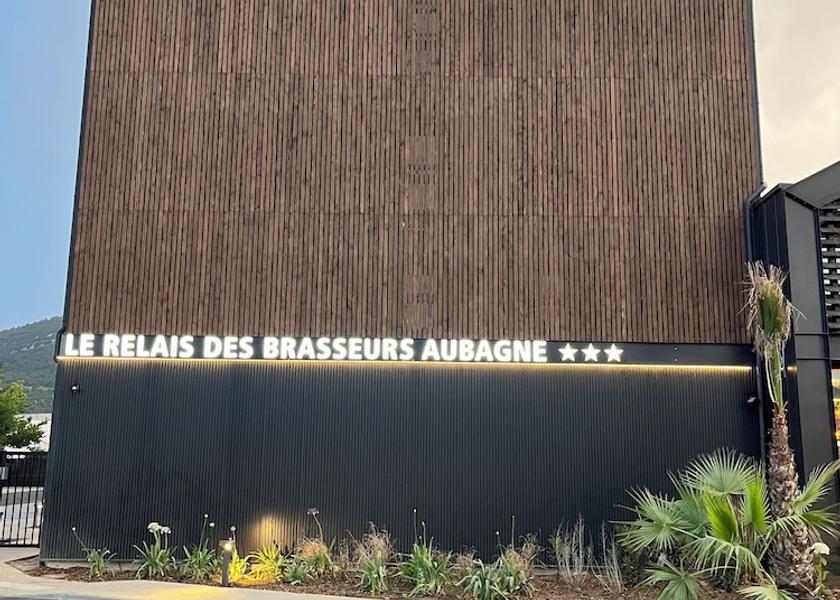 LE RELAIS DES BRASSEURS AUBAGNE ★★★